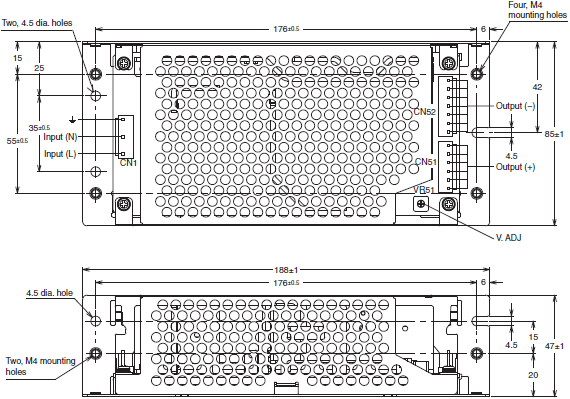 Four, M4
mounting holes
Two, 4.5 dia. holes
176±0.5
6
15
25
42
CN52
Output (−)
35±0.5
55±0.5
Input (N)
Input (L)
CN1
85±1
4.5
CN51
Output (+)
VR51
V. ADJ
188±1
176±0.5
6
4.5 dia. hole
4.5
15
47±1
Two, M4 mounting
holes
20